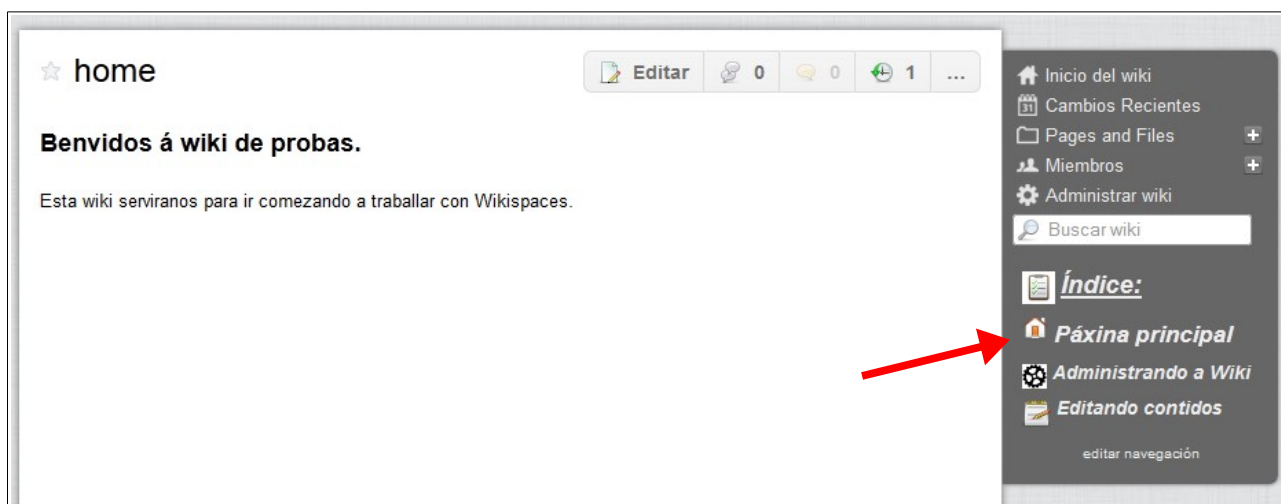 home
Editar 0 0 1 ...
Benvidos á wiki de probas.
Esta wiki serviranos para ir comezando a traballar con Wikispaces.
Inicio del wiki
31 Cambios Recientes
Pages and Files +
Miembros +
Administrar wiki
Buscar wiki
Índice:
Páxina principal
Administrando a Wiki
Editando contidos
editar navegación